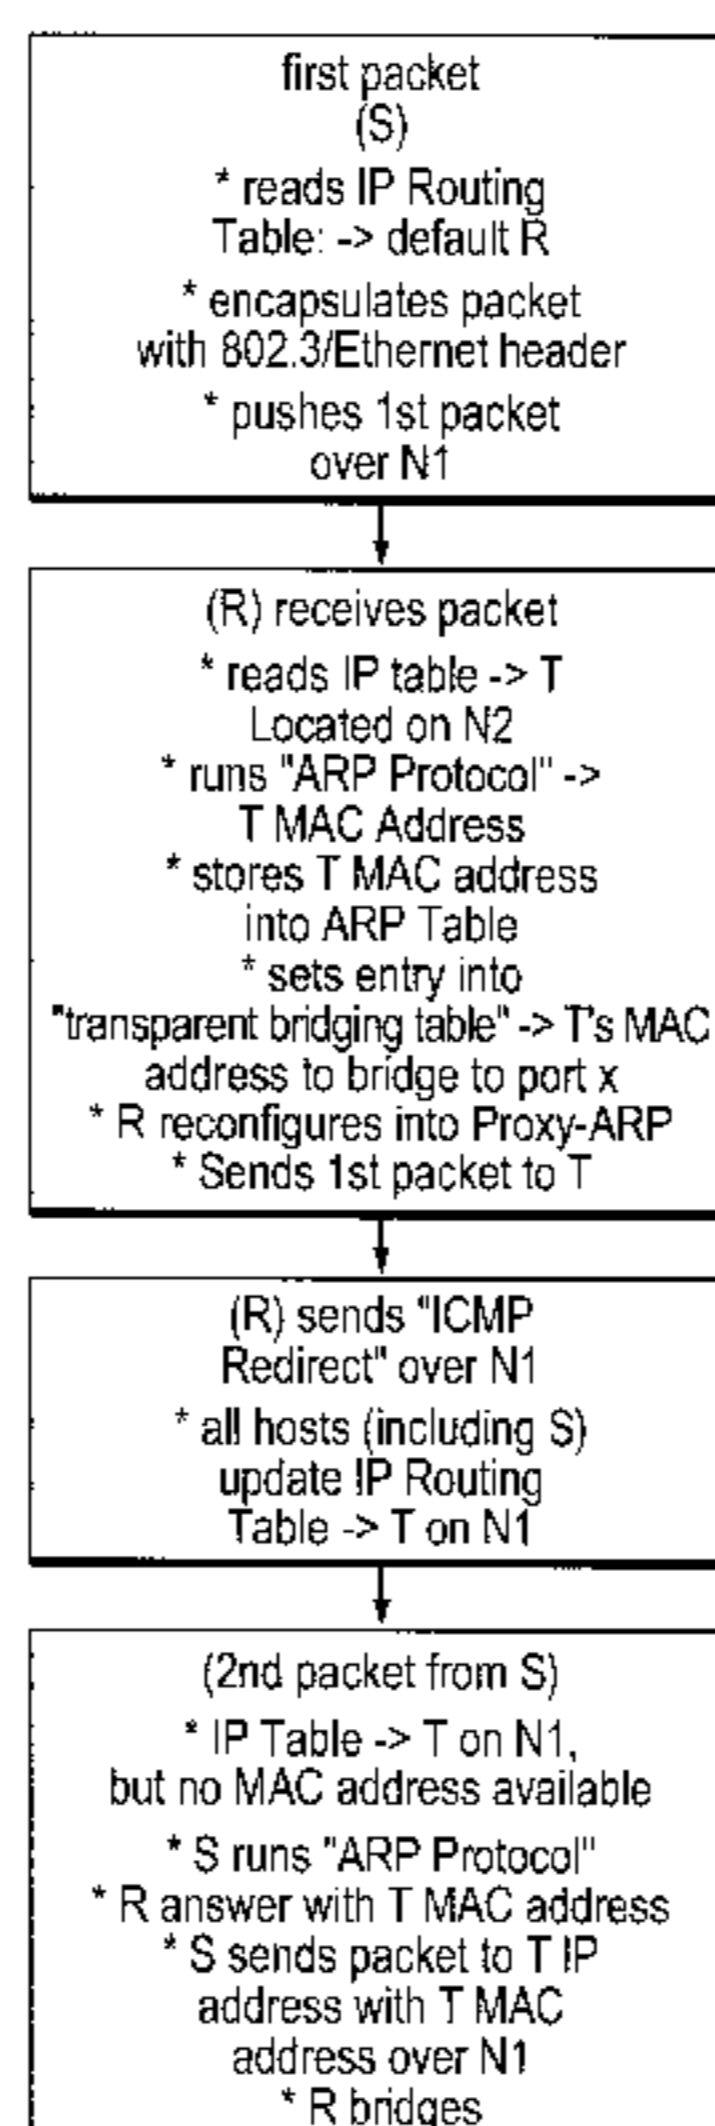 first packet
(S)
* reads IP Routing
Table: -> default R
* encapsulates packet
with 802.3/Ethernet header
* pushes 1st packet
over N1
(R) receives packet
* reads IP table -> T
Located on N2
* runs "ARP Protocol" ->
T MAC Address
* stores T MAC address
into ARP Table
* sets entry into
"transparent bridging table" -> T's MAC
address to bridge to port x
* R reconfigures into Proxy-ARP
* Sends 1st packet to T
(R) sends "ICMP
Redirect" over N1
* all hosts (including S)
update IP Routing
Table -> T on N1
(2nd packet from S)
* IP Table -> T on N1,
but no MAC address available
* S runs "ARP Protocol"
* R answer with T MAC address
* S sends packet to T IP
address with T MAC
address over N1
* R bridges